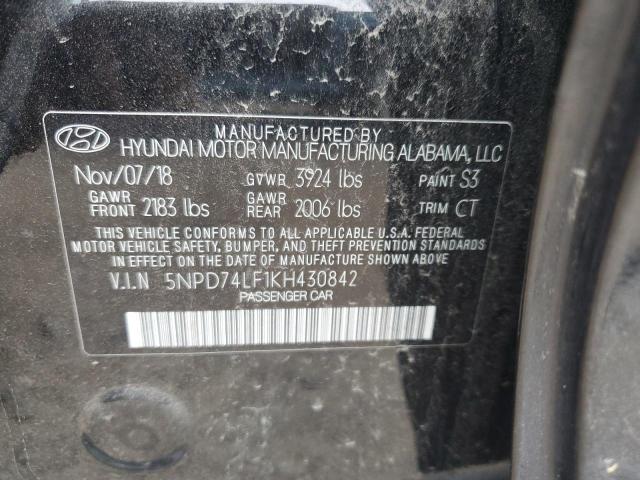 MANUFACTURED BY
HYUNDAI MOTOR MANUFACTURING ALABAMA, LLC
Nov/07/18 GVWR 3924 lbs PAINT S3
GAWR FRONT 2183 lbs GAWR REAR 2006 lbs TRIM CT
THIS VEHICLE CONFORMS TO ALL APPLICABLE U.S.A. FEDERAL
MOTOR VEHICLE SAFETY, BUMPER, AND THEFT PREVENTION STANDARDS
IN EFFECT ON THE DATE OF MANUFACTURE SHOWN ABOVE
V.I.N 5NPD74LF1KH430842
PASSENGER CAR